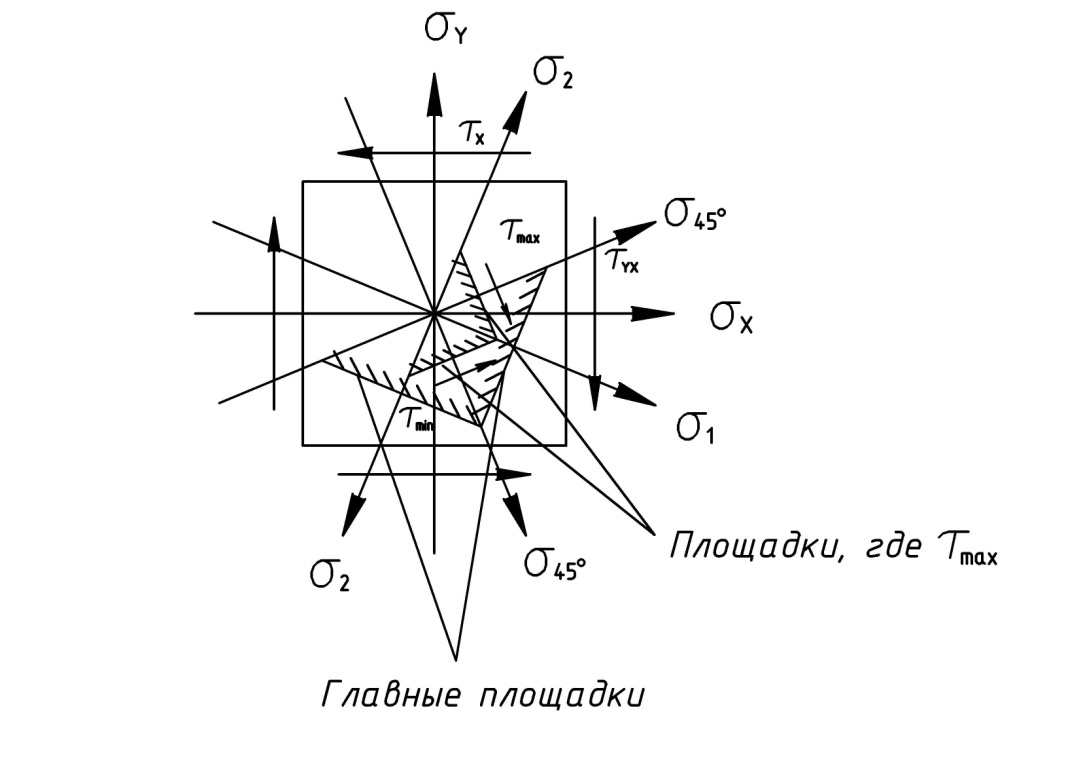 σY
σ2
τx
σ45°
τmax
τYX
σX
σ1
τmin
Площадки, где τmax
σ2
σ45°
Главные площадки